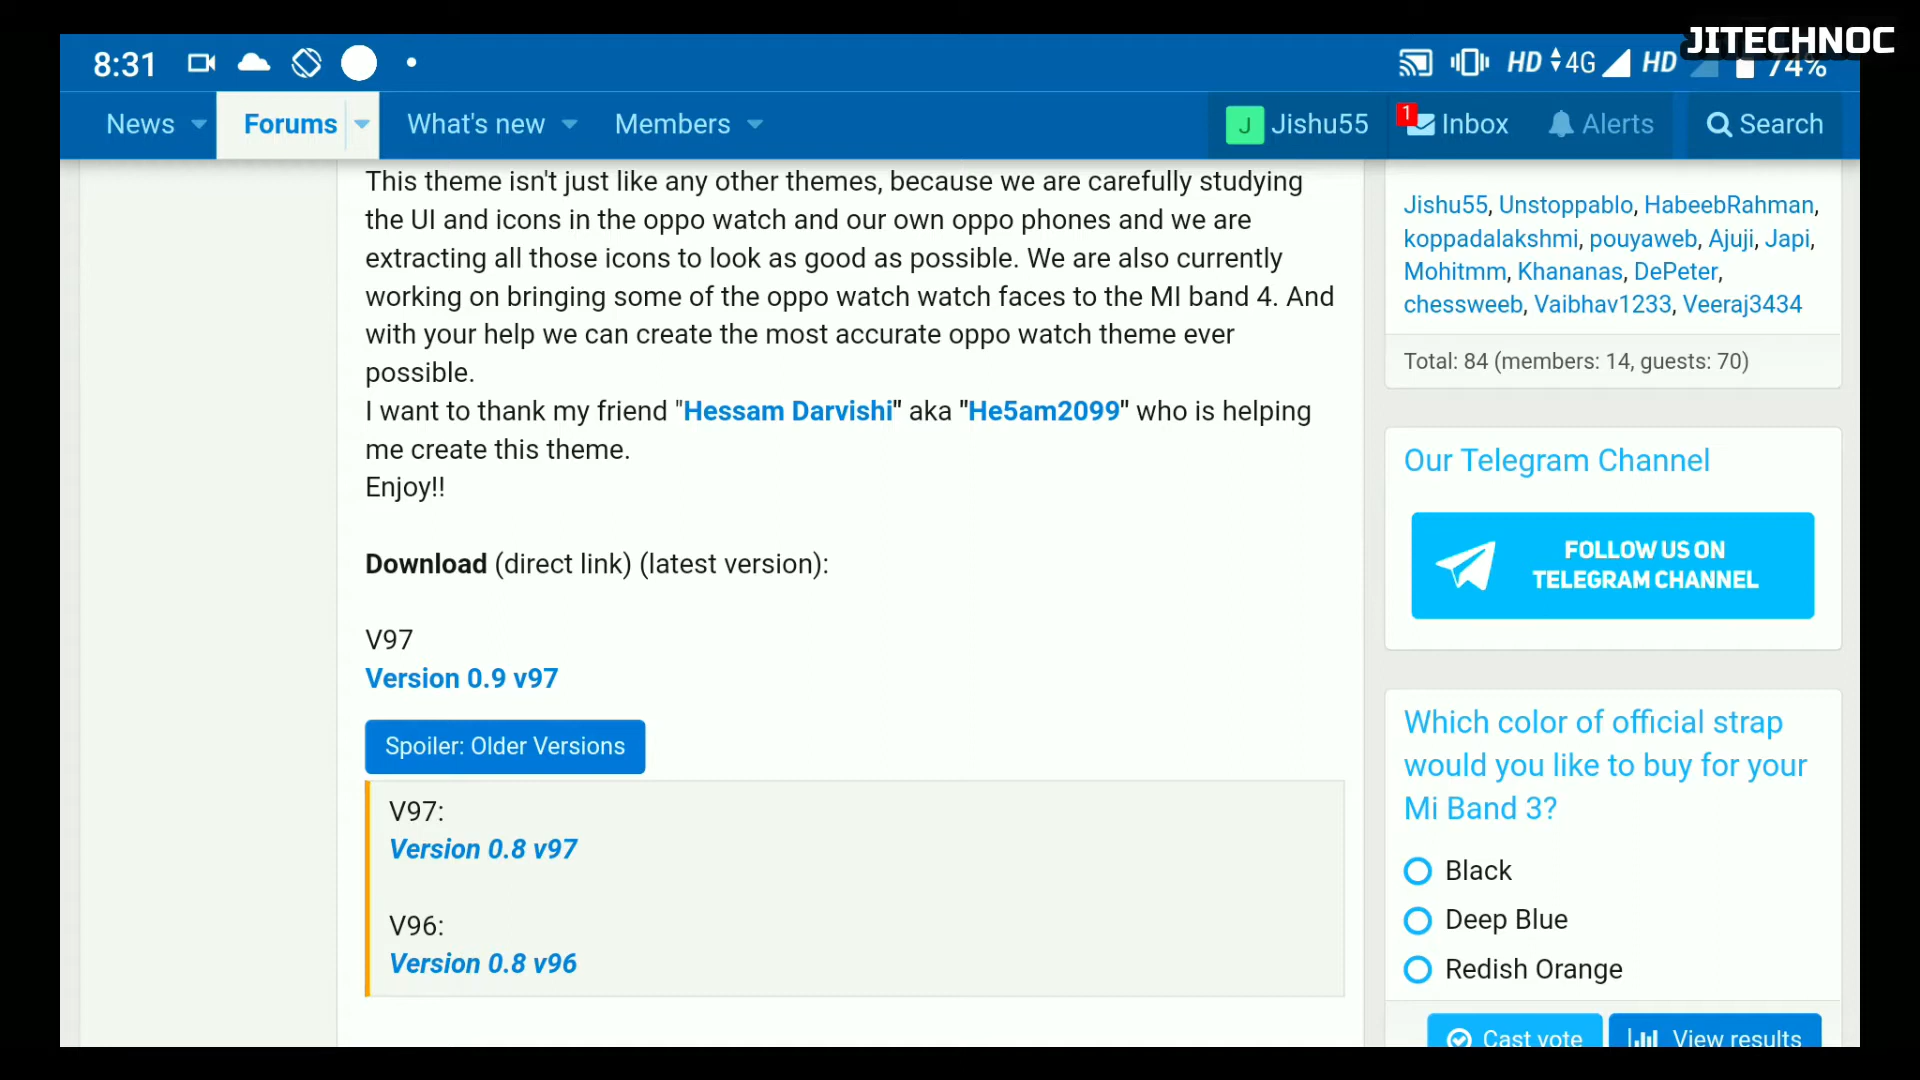 JITECHNOC
8:31 HD 4G HD 74%
News Forums What's new Members J Jishu55 1 Inbox Alerts Search
This theme isn't just like any other themes, because we are carefully studying
the UI and icons in the oppo watch and our own oppo phones and we are
extracting all those icons to look as good as possible. We are also currently
working on bringing some of the oppo watch watch faces to the MI band 4. And
with your help we can create the most accurate oppo watch theme ever
possible.
I want to thank my friend "Hessam Darvishi" aka "He5am2099" who is helping
me create this theme.
Enjoy!!
Download (direct link) (latest version):
V97
Version 0.9 v97
Spoiler: Older Versions
V97:
Version 0.8 v97
V96:
Version 0.8 v96
Jishu55, Unstoppablo, HabeebRahman,
koppadalakshmi, pouyaweb, Ajuji, Japi,
Mohitmm, Khananas, DePeter,
chessweeb, Vaibhav1233, Veeraj3434
Total: 84 (members: 14, guests: 70)
Our Telegram Channel
FOLLOW US ON
TELEGRAM CHANNEL
Which color of official strap
would you like to buy for your
Mi Band 3?
Black
Deep Blue
Redish Orange
Cast vote View results